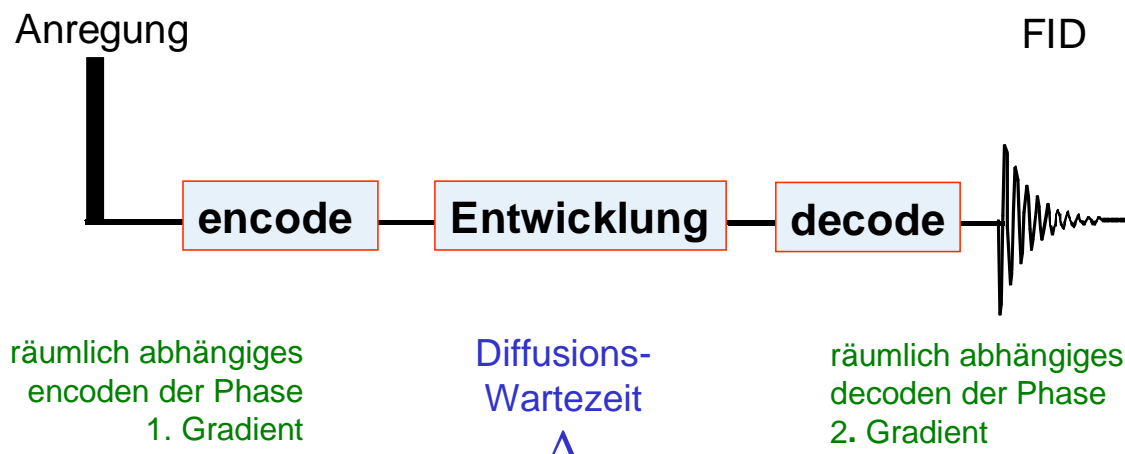 Anregung
FID
encode
Entwicklung
decode
räumlich abhängiges
encoden der Phase
1. Gradient
Diffusions-
Wartezeit
Δ
räumlich abhängiges
decoden der Phase
2. Gradient